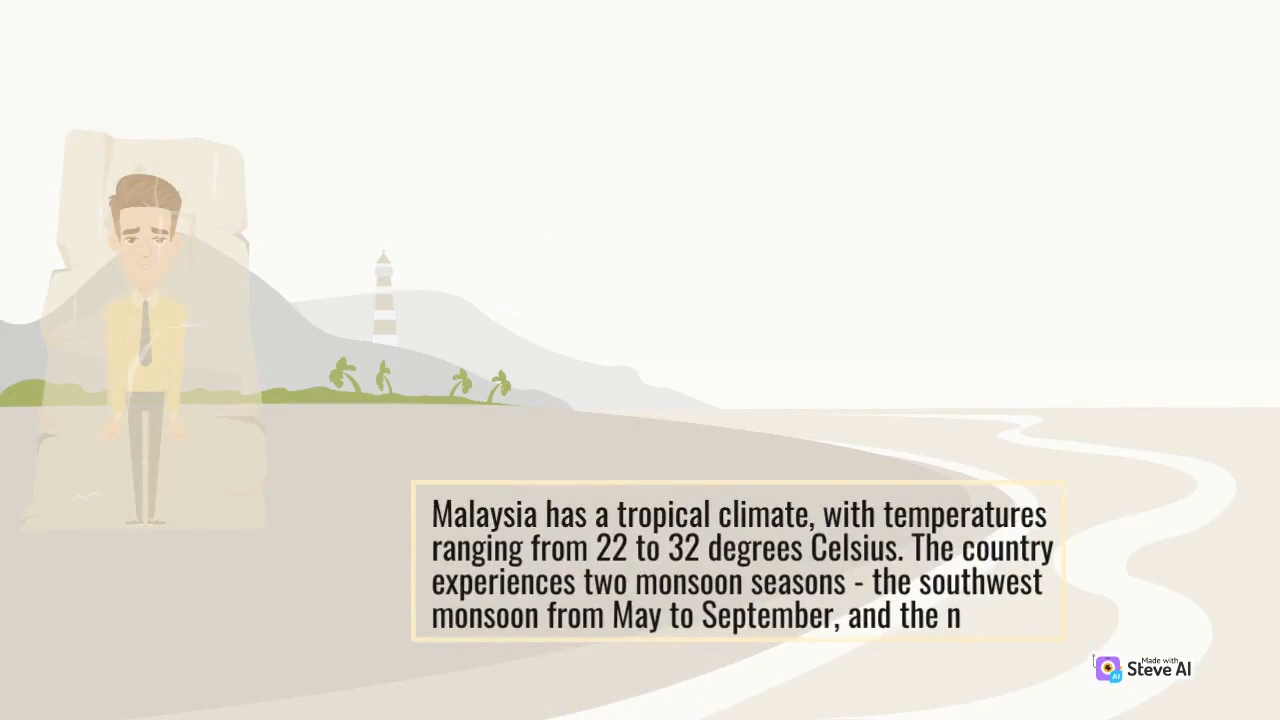 Malaysia has a tropical climate, with temperatures
ranging from 22 to 32 degrees Celsius. The country
experiences two monsoon seasons - the southwest
monsoon from May to September, and the n
Made with
Steve AI
AI